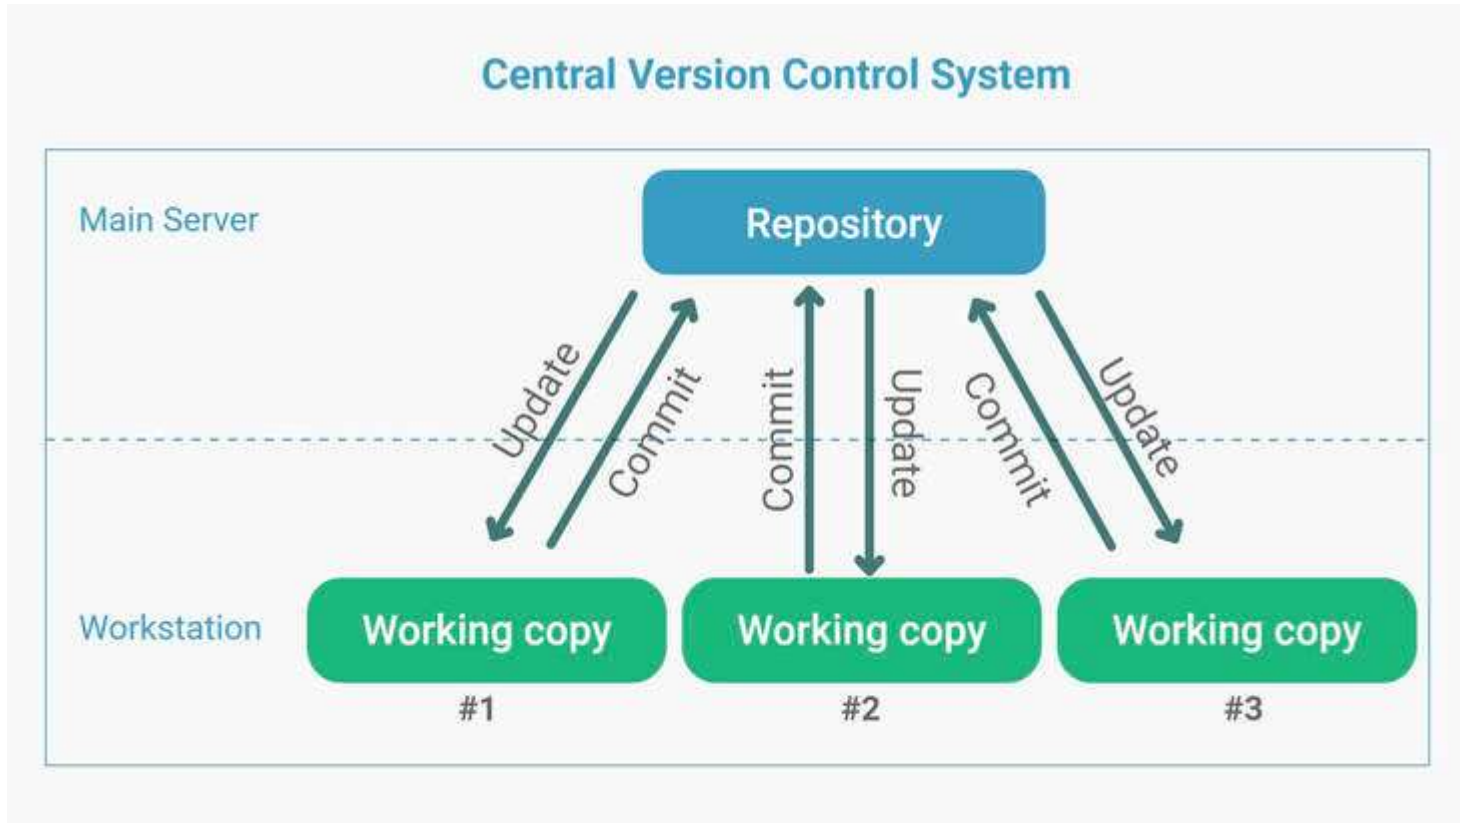 Central Version Control System
Main Server
Repository
Update
Commit
Commit
Update
Commit
Update
Workstation
Working copy
Working copy
Working copy
#1
#2
#3